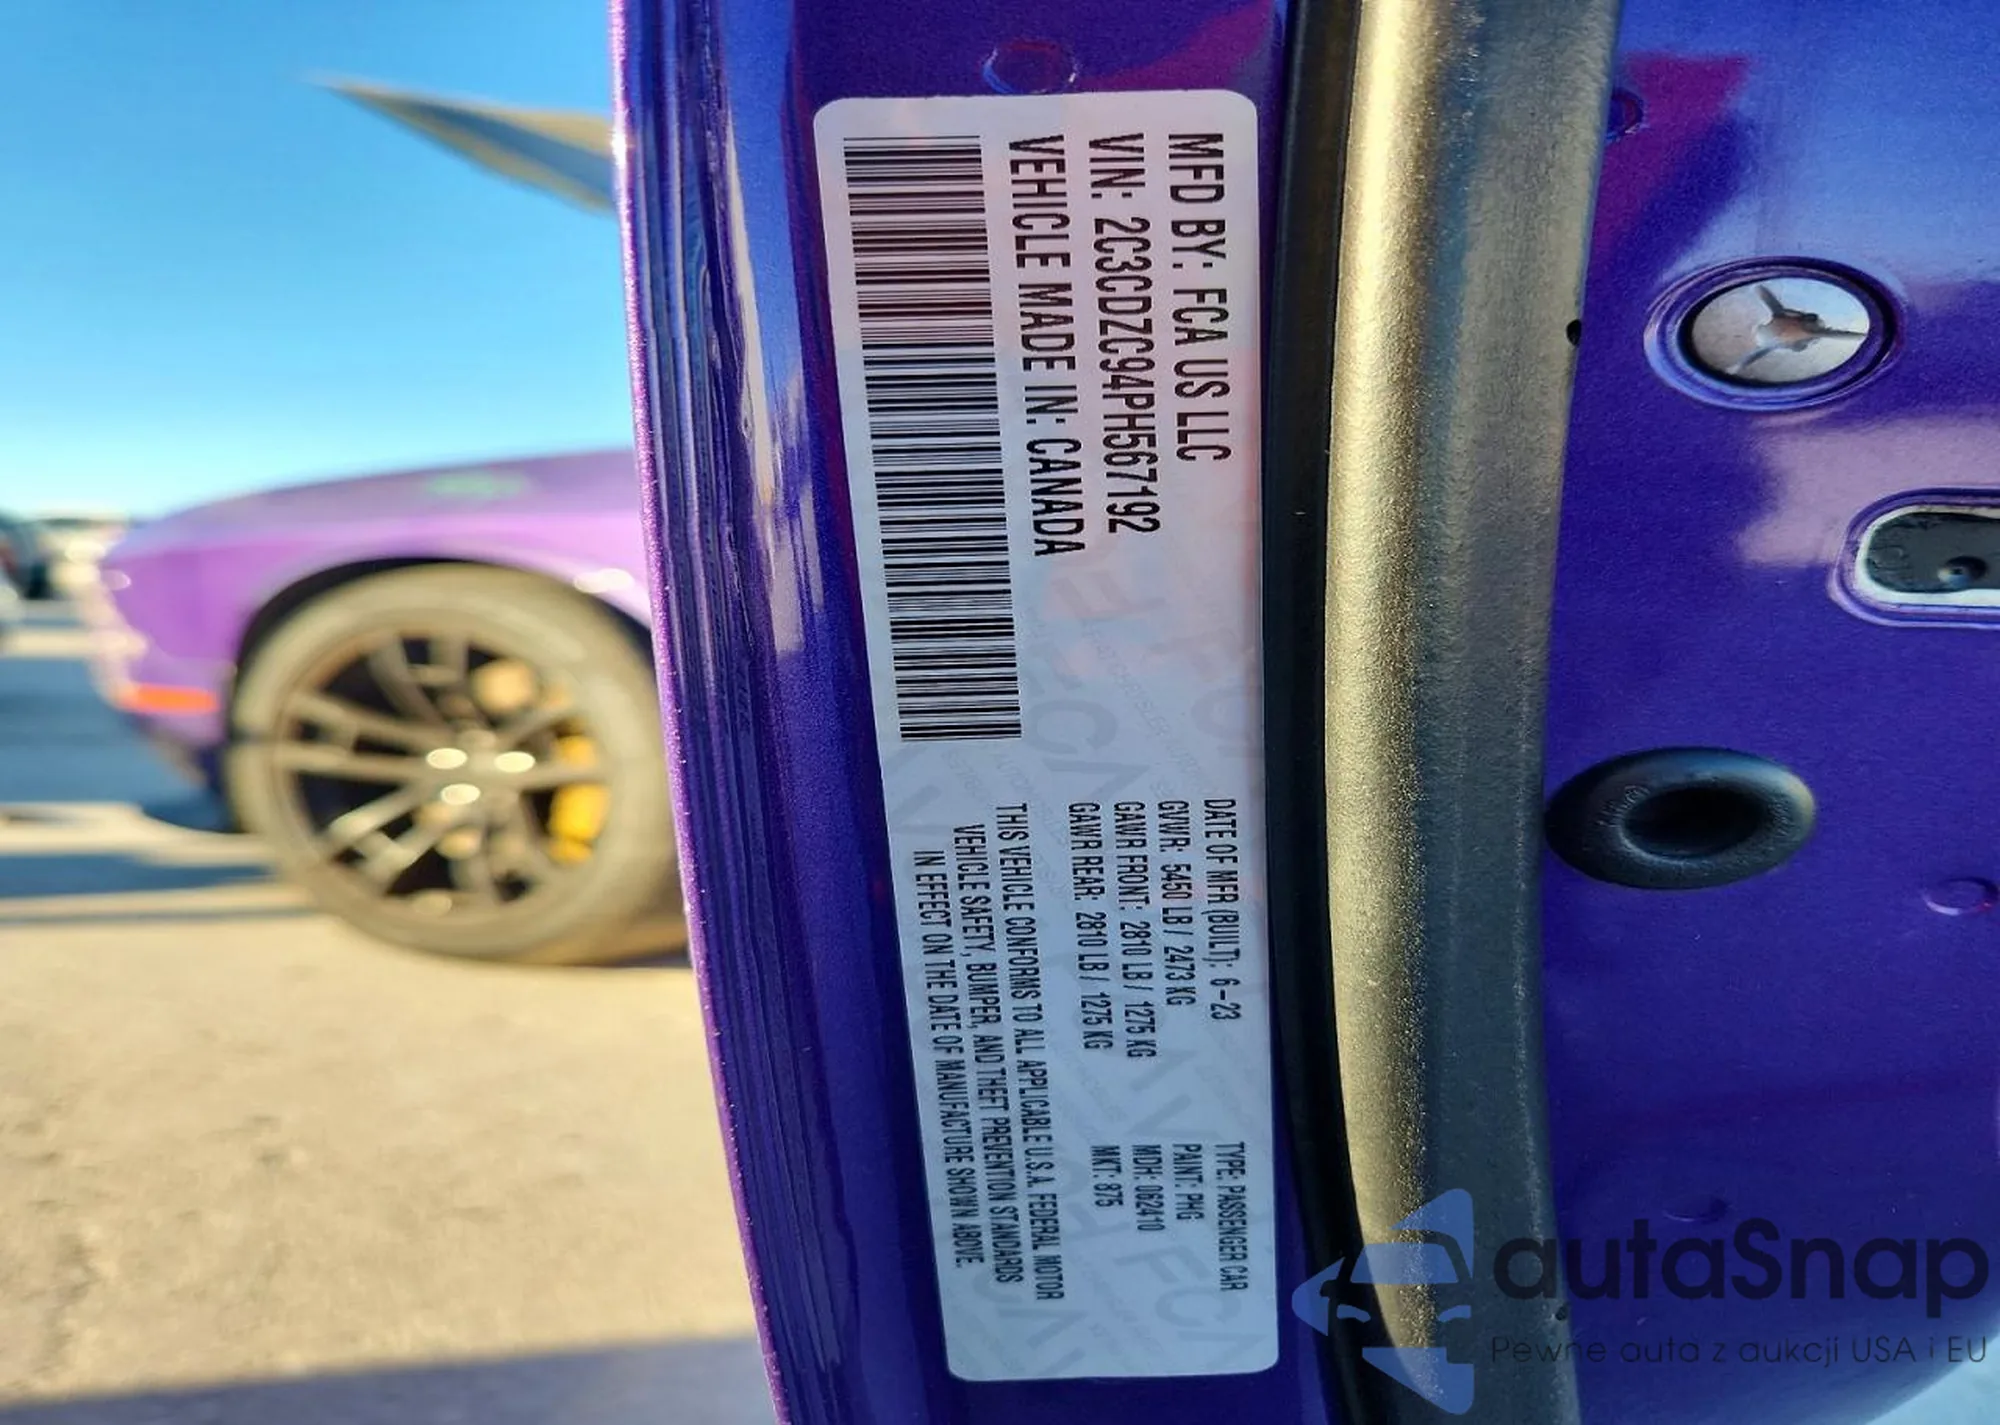 MFD BY: FCA US LLC
VIN: 2C3CDZC94PH567192
VEHICLE MADE IN: CANADA
DATE OF MFR (BUILT): 6-23
GVWR: 5450 LB / 2473 KG
GAWR FRONT: 2810 LB / 1275 KG
GAWR REAR: 2810 LB / 1275 KG
TYPE: PASSENGER CAR
PAINT: PHG
MDH: 062410
MKT: 875
THIS VEHICLE CONFORMS TO ALL APPLICABLE U.S.A. FEDERAL MOTOR
VEHICLE SAFETY, BUMPER, AND THEFT PREVENTION STANDARDS
IN EFFECT ON THE DATE OF MANUFACTURE SHOWN ABOVE.
autaSnap
Pewne auta z aukcji USA i EU